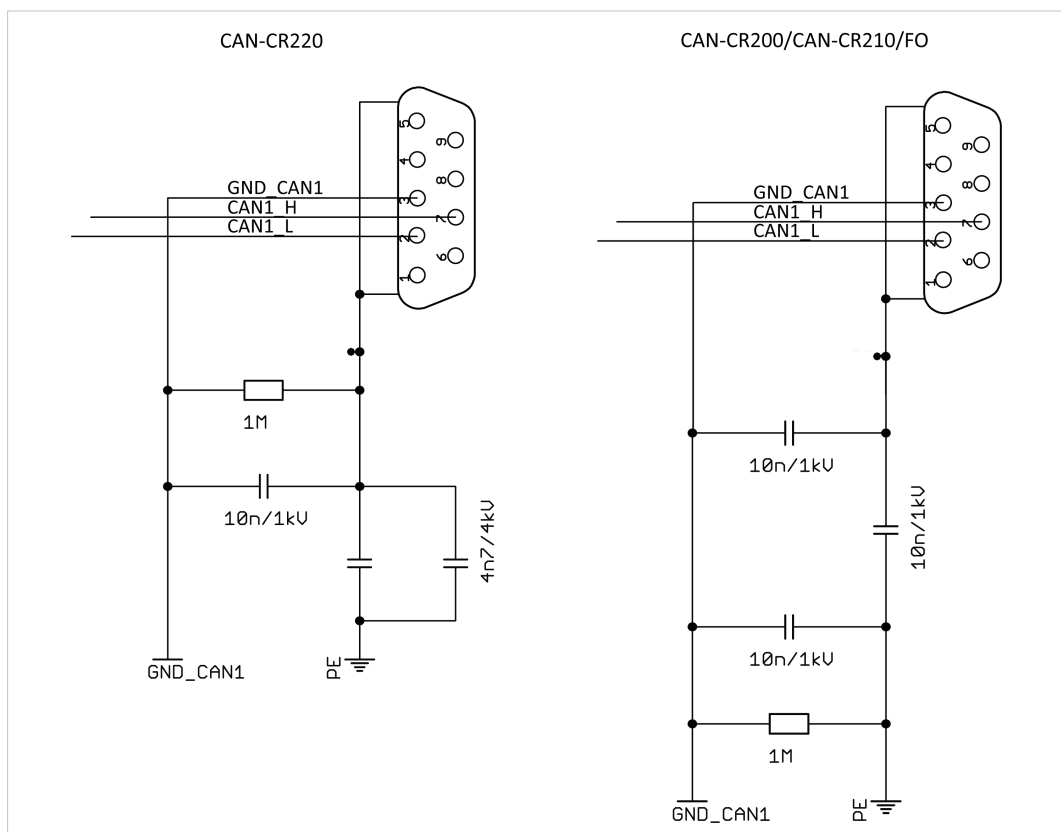 CAN-CR220
5
9
4
8
GND_CAN1
3
CAN1_H
7
CAN1_L
2
6
1
1M
10n/1kV
4n7/4kV
GND_CAN1
PE
CAN-CR200/CAN-CR210/FO
5
9
4
8
GND_CAN1
3
CAN1_H
7
CAN1_L
2
6
1
10n/1kV
10n/1kV
10n/1kV
1M
GND_CAN1
PE